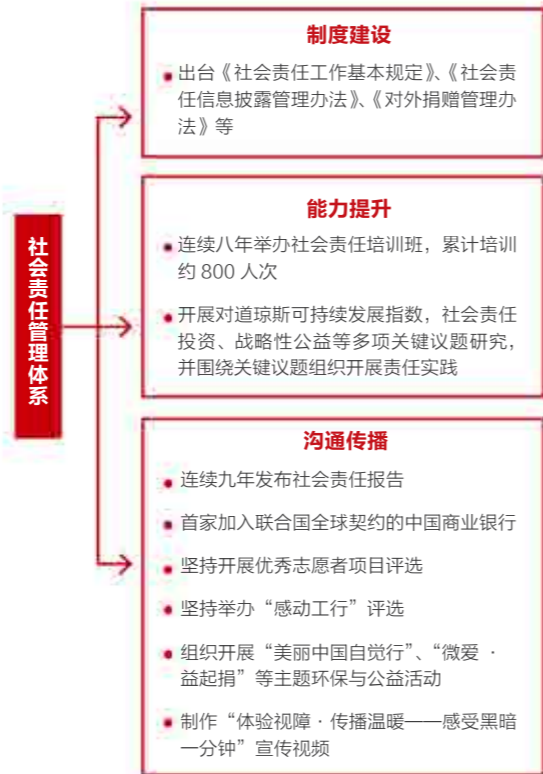 社会责任管理体系
制度建设
出台《社会责任工作基本规定》、《社会责
任信息披露管理办法》、《对外捐赠管理办
法》等
能力提升
连续八年举办社会责任培训班，累计培训
约 800 人次
开展对道琼斯可持续发展指数，社会责任
投资、战略性公益等多项关键议题研究，
并围绕关键议题组织开展责任实践
沟通传播
连续九年发布社会责任报告
首家加入联合国全球契约的中国商业银行
坚持开展优秀志愿者项目评选
坚持举办“感动工行”评选
组织开展“美丽中国自觉行”、“微爱 ·
益起捐”等主题环保与公益活动
制作“体验视障 · 传播温暖——感受黑暗
一分钟”宣传视频